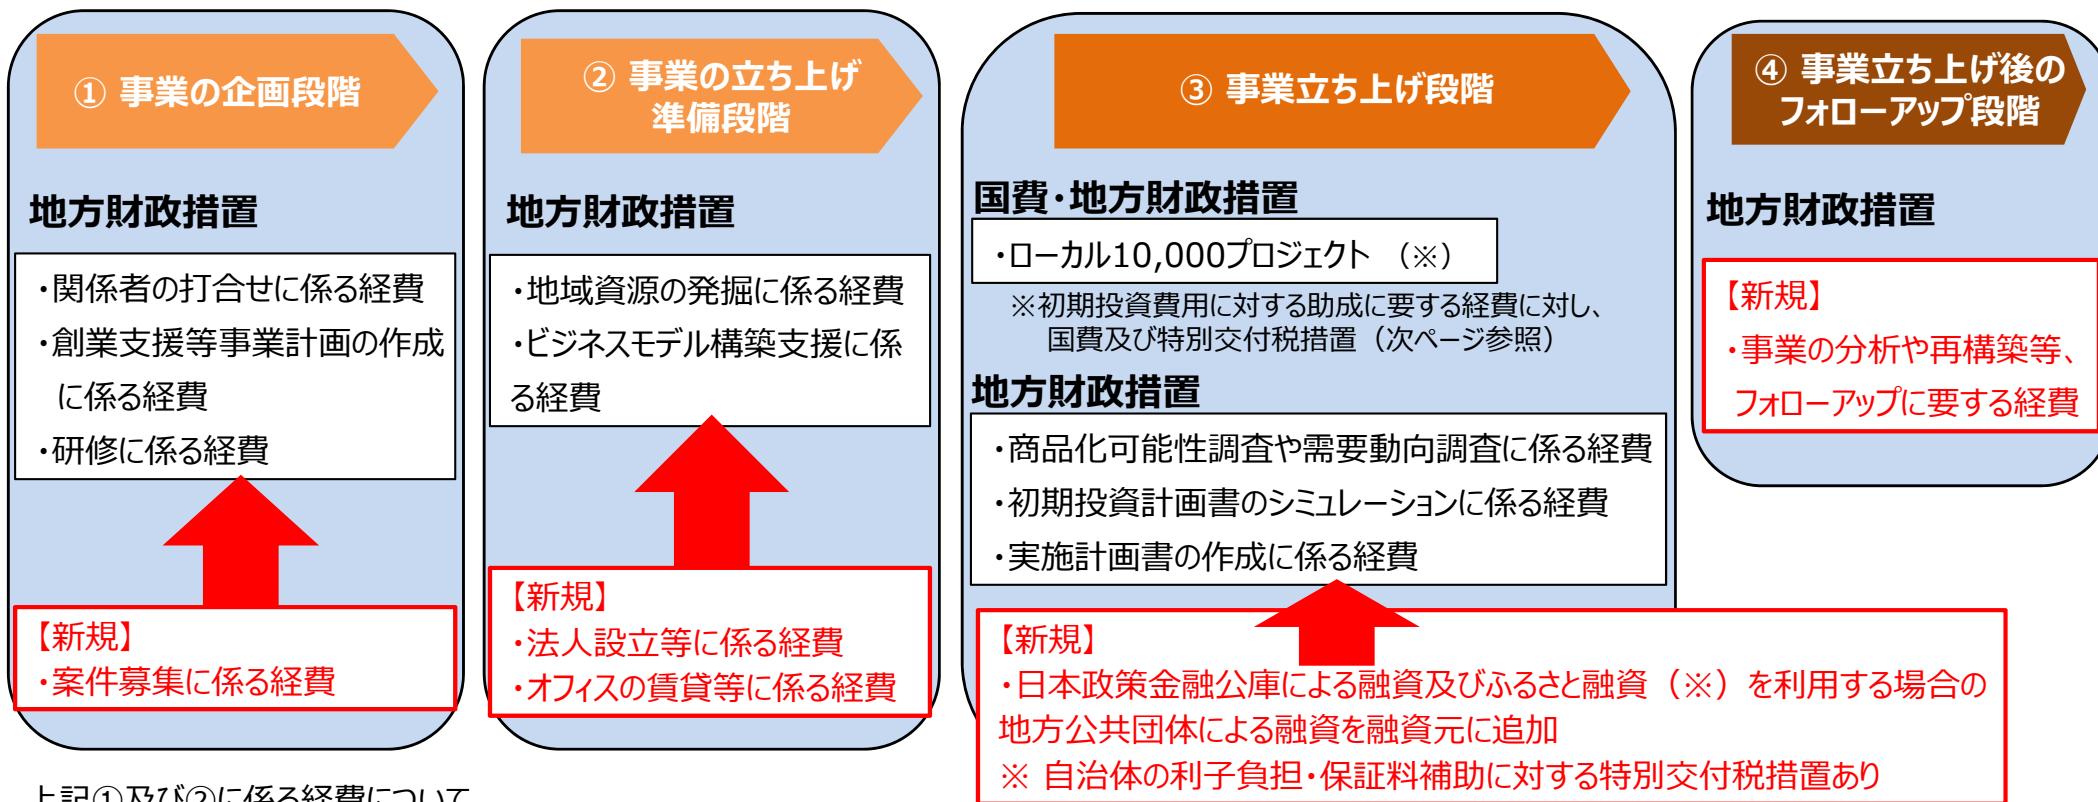 ① 事業の企画段階
地方財政措置
・関係者の打合せに係る経費
・創業支援等事業計画の作成
に係る経費
・研修に係る経費
【新規】
・案件募集に係る経費
② 事業の立ち上げ
準備段階
地方財政措置
・地域資源の発掘に係る経費
・ビジネスモデル構築支援に係
る経費
【新規】
・法人設立等に係る経費
・オフィスの賃貸等に係る経費
③ 事業立ち上げ段階
国費・地方財政措置
・ローカル10,000プロジェクト （※）
※初期投資費用に対する助成に要する経費に対し、
国費及び特別交付税措置（次ページ参照）
地方財政措置
・商品化可能性調査や需要動向調査に係る経費
・初期投資計画書のシミュレーションに係る経費
・実施計画書の作成に係る経費
【新規】
・日本政策金融公庫による融資及びふるさと融資（※）を利用する場合の
地方公共団体による融資を融資元に追加
※ 自治体の利子負担・保証料補助に対する特別交付税措置あり
④ 事業立ち上げ後の
フォローアップ段階
地方財政措置
【新規】
・事業の分析や再構築等、
フォローアップに要する経費
上記①及び②に係る経費について